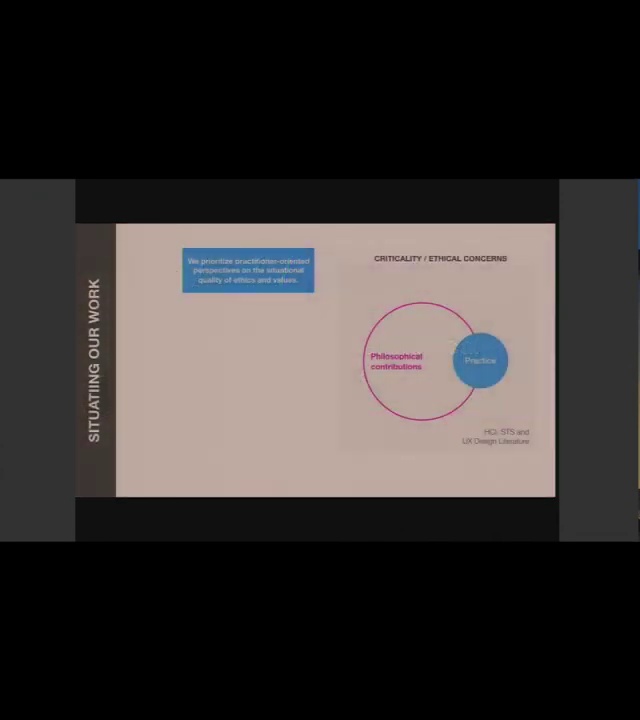 SITUATIING OUR WORK
We prioritize practitioner-oriented
perspectives on the situational
quality of ethics and values.
CRITICALITY / ETHICAL CONCERNS
Philosophical
contributions
Practice
HCI, STS and
UX Design Literature